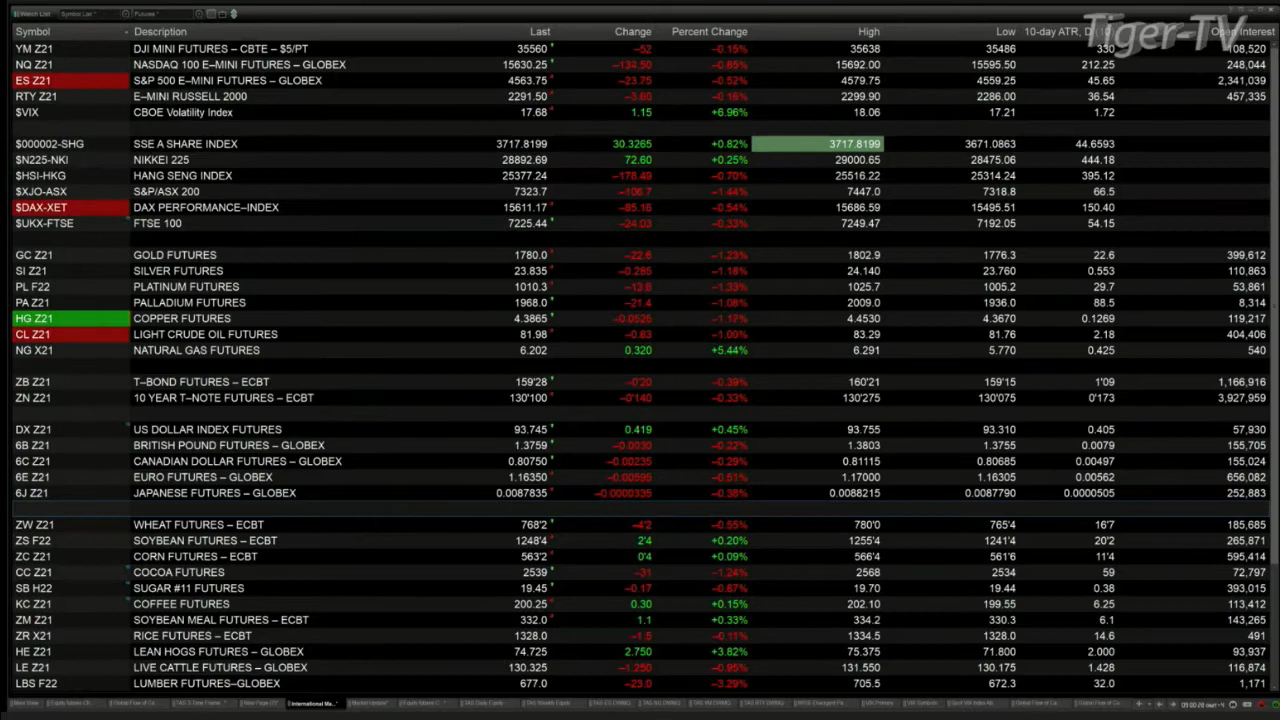 Watch List Symbol List Futures
Symbol Description Last Change Percent Change High Low 10-day ATR, D Open Interest
Tiger-TV
YM Z21 DJI MINI FUTURES – CBTE – $5/PT 35560 –52 –0.15% 35638 35486 330 108,520
NQ Z21 NASDAQ 100 E–MINI FUTURES – GLOBEX 15630.25 –134.50 –0.85% 15692.00 15595.50 212.25 248,044
ES Z21 S&P 500 E–MINI FUTURES – GLOBEX 4563.75 –23.75 –0.52% 4579.75 4559.25 45.65 2,341,039
RTY Z21 E–MINI RUSSELL 2000 2291.50 –3.60 –0.16% 2299.90 2286.00 36.54 457,335
$VIX CBOE Volatility Index 17.68 1.15 +6.96% 18.06 17.21 1.72
$000002-SHG SSE A SHARE INDEX 3717.8199 30.3265 +0.82% 3717.8199 3671.0863 44.6593
$N225-NKI NIKKEI 225 28892.69 72.60 +0.25% 29000.65 28475.06 444.18
$HSI-HKG HANG SENG INDEX 25377.24 –178.49 –0.70% 25516.22 25314.24 395.12
$XJO-ASX S&P/ASX 200 7323.7 –106.7 –1.44% 7447.0 7318.8 66.5
$DAX-XET DAX PERFORMANCE–INDEX 15611.17 –85.16 –0.54% 15686.59 15495.51 150.40
$UKX-FTSE FTSE 100 7225.44 –24.03 –0.33% 7249.47 7192.05 54.15
GC Z21 GOLD FUTURES 1780.0 –22.6 –1.23% 1802.9 1776.3 22.6 399,612
SI Z21 SILVER FUTURES 23.835 –0.285 –1.18% 24.140 23.760 0.553 110,863
PL F22 PLATINUM FUTURES 1010.3 –13.6 –1.33% 1025.7 1005.2 29.7 53,861
PA Z21 PALLADIUM FUTURES 1968.0 –21.4 –1.08% 2009.0 1936.0 88.5 8,314
HG Z21 COPPER FUTURES 4.3865 –0.0526 –1.17% 4.4530 4.3670 0.1269 119,217
CL Z21 LIGHT CRUDE OIL FUTURES 81.98 –0.83 –1.00% 83.29 81.76 2.18 404,406
NG X21 NATURAL GAS FUTURES 6.202 0.320 +5.44% 6.291 5.770 0.425 540
ZB Z21 T–BOND FUTURES – ECBT 159'28 –0'20 –0.39% 160'21 159'15 1'09 1,166,916
ZN Z21 10 YEAR T–NOTE FUTURES – ECBT 130'100 –0'140 –0.33% 130'275 130'075 0'173 3,927,959
DX Z21 US DOLLAR INDEX FUTURES 93.745 0.419 +0.45% 93.755 93.310 0.405 57,930
6B Z21 BRITISH POUND FUTURES – GLOBEX 1.3759 –0.0030 –0.22% 1.3803 1.3755 0.0079 155,705
6C Z21 CANADIAN DOLLAR FUTURES – GLOBEX 0.80750 –0.00235 –0.29% 0.81115 0.80685 0.00497 155,024
6E Z21 EURO FUTURES – GLOBEX 1.16350 –0.00595 –0.51% 1.17000 1.16310 0.00562 656,082
6J Z21 JAPANESE FUTURES – GLOBEX 0.0087835 –0.0000335 –0.38% 0.0088215 0.0087790 0.0000505 252,883
ZW Z21 WHEAT FUTURES – ECBT 768'2 –4'2 –0.55% 780'0 765'4 16'7 185,685
ZS F22 SOYBEAN FUTURES – ECBT 1248'4 2'4 +0.20% 1255'4 1241'4 20'2 265,871
ZC Z21 CORN FUTURES – ECBT 563'2 0'4 +0.09% 566'4 561'6 11'4 595,414
CC Z21 COCOA FUTURES 2539 –31 –1.24% 2568 2534 59 72,797
SB H22 SUGAR #11 FUTURES 19.45 –0.17 –0.87% 19.70 19.44 0.38 393,015
KC Z21 COFFEE FUTURES 200.25 0.30 +0.15% 202.10 199.55 6.25 113,412
ZM Z21 SOYBEAN MEAL FUTURES – ECBT 332.0 1.1 +0.33% 334.2 330.3 6.1 143,265
ZR X21 RICE FUTURES – ECBT 1328.0 –1.5 –0.11% 1334.5 1328.0 14.6 491
HE Z21 LEAN HOGS FUTURES – GLOBEX 74.725 2.750 +3.82% 75.375 71.800 2.000 93,937
LE Z21 LIVE CATTLE FUTURES – GLOBEX 130.325 –1.250 –0.95% 131.550 130.175 1.428 116,874
LBS F22 LUMBER FUTURES–GLOBEX 677.0 –23.0 –3.29% 705.5 672.3 32.0 1,171
International Ma...